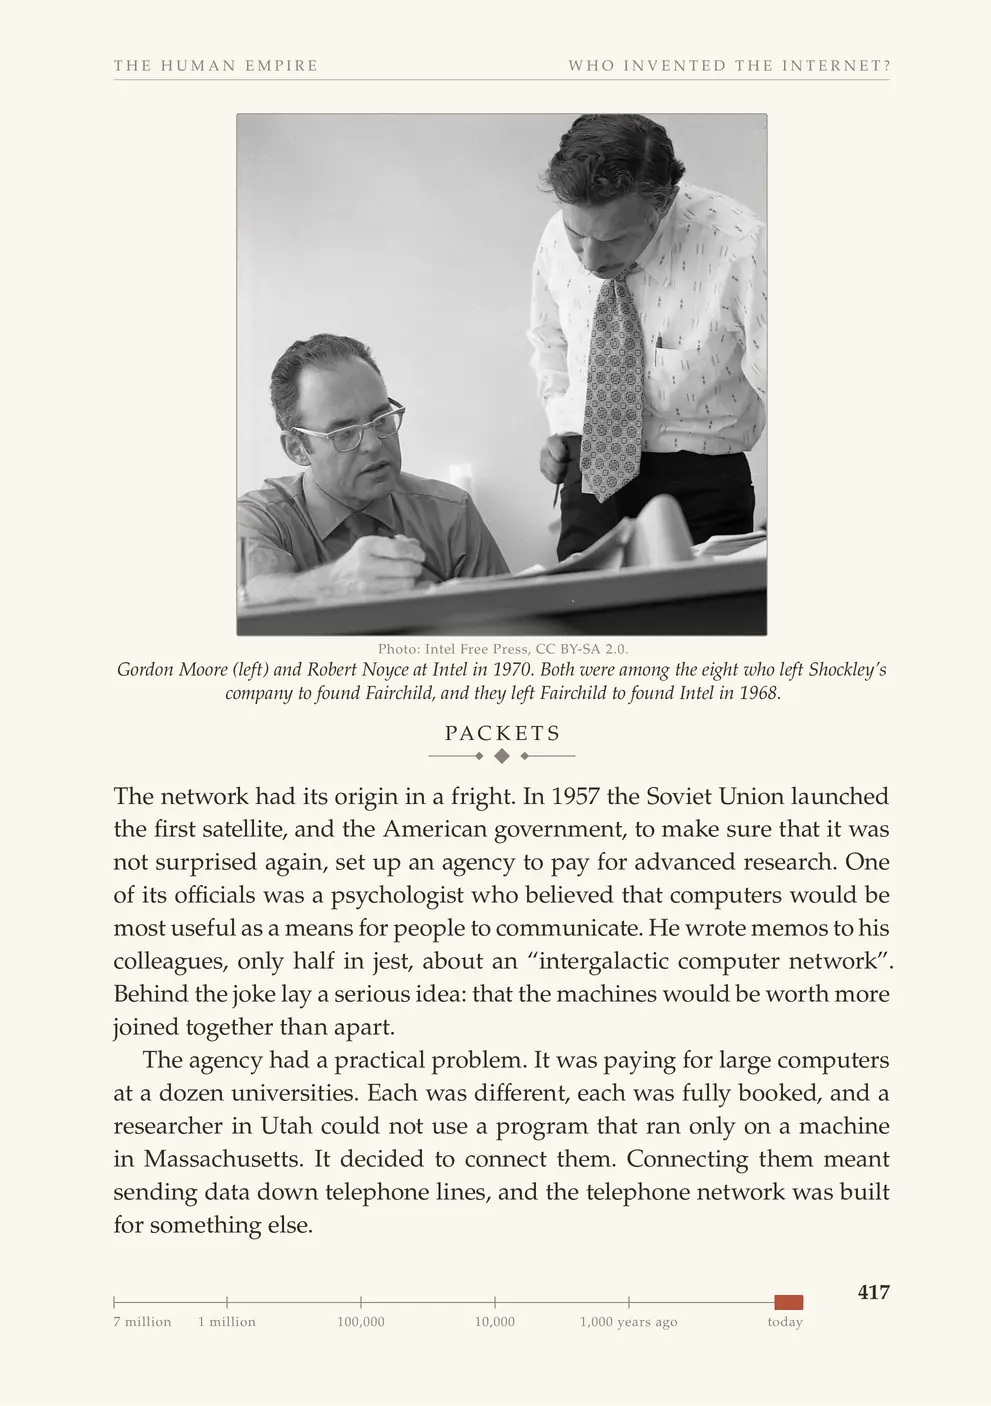 THE HUMAN EMPIRE
WHO INVENTED THE INTERNET?
Photo: Intel Free Press, CC BY-SA 2.0.
Gordon Moore (left) and Robert Noyce at Intel in 1970. Both were among the eight who left Shockley’s
company to found Fairchild, and they left Fairchild to found Intel in 1968.
PACKETS
The network had its origin in a fright. In 1957 the Soviet Union launched
the first satellite, and the American government, to make sure that it was
not surprised again, set up an agency to pay for advanced research. One
of its officials was a psychologist who believed that computers would be
most useful as a means for people to communicate. He wrote memos to his
colleagues, only half in jest, about an “intergalactic computer network”.
Behind the joke lay a serious idea: that the machines would be worth more
joined together than apart.
The agency had a practical problem. It was paying for large computers
at a dozen universities. Each was different, each was fully booked, and a
researcher in Utah could not use a program that ran only on a machine
in Massachusetts. It decided to connect them. Connecting them meant
sending data down telephone lines, and the telephone network was built
for something else.
417
7 million
1 million
100,000
10,000
1,000 years ago
today